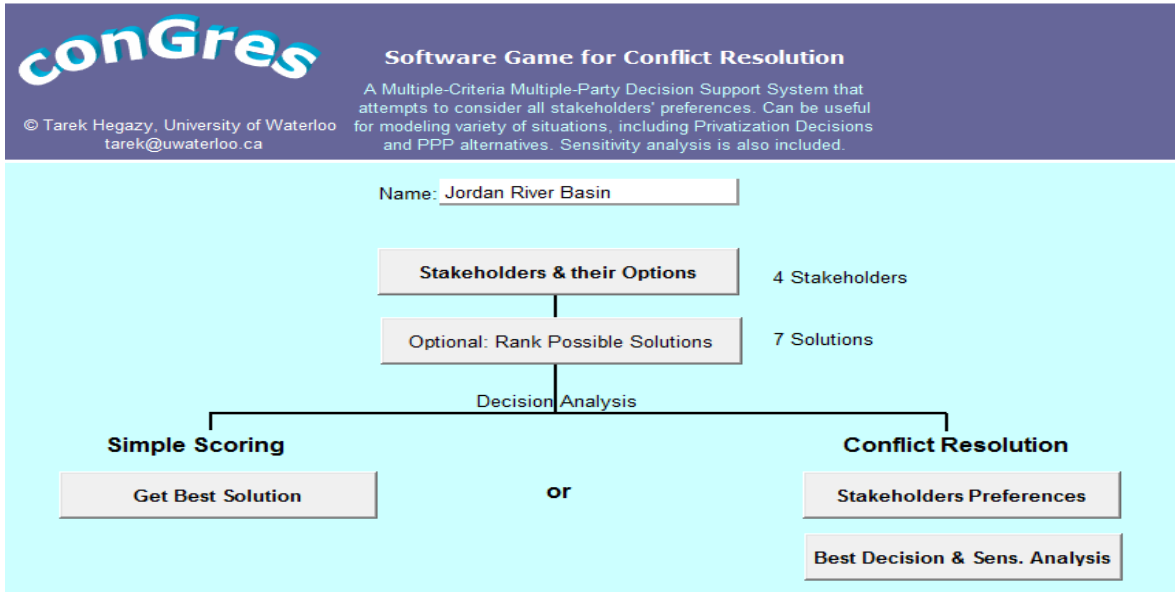 conGres
Software Game for Conflict Resolution
A Multiple-Criteria Multiple-Party Decision Support System that
attempts to consider all stakeholders' preferences. Can be useful
for modeling variety of situations, including Privatization Decisions
and PPP alternatives. Sensitivity analysis is also included.
© Tarek Hegazy, University of Waterloo
tarek@uwaterloo.ca
Name: Jordan River Basin
Stakeholders & their Options
4 Stakeholders
Optional: Rank Possible Solutions
7 Solutions
Decision Analysis
Simple Scoring
Get Best Solution
or
Conflict Resolution
Stakeholders Preferences
Best Decision & Sens. Analysis